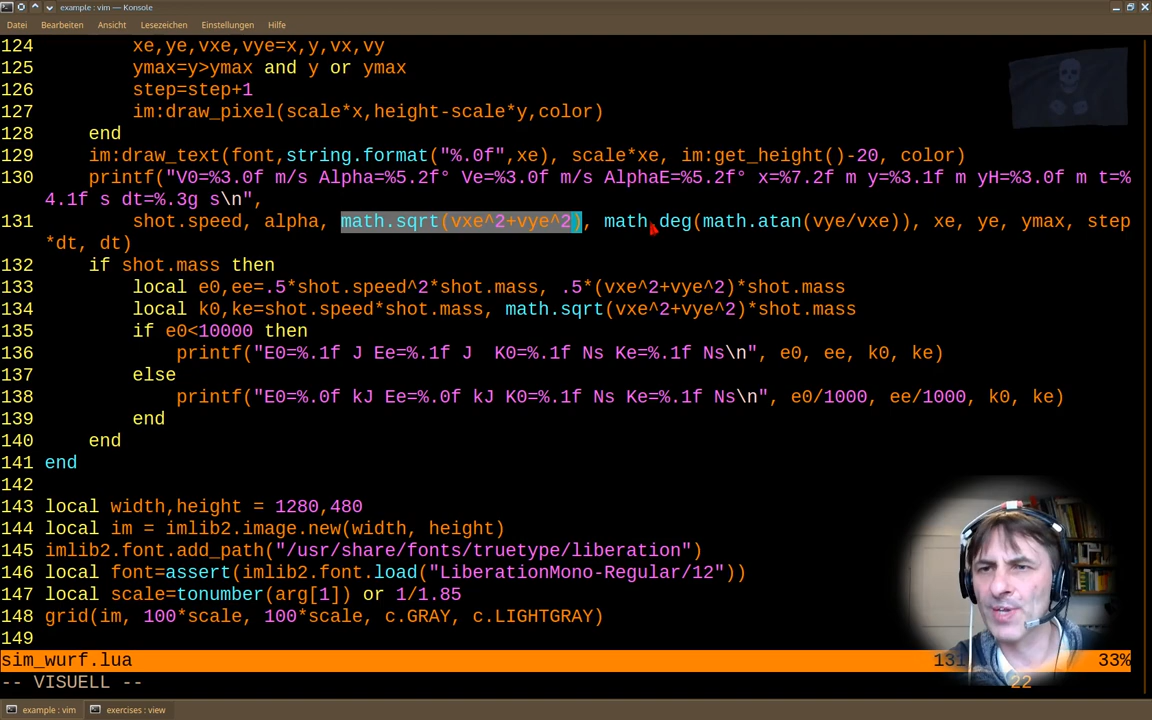 example : vim — Konsole
Datei Bearbeiten Ansicht Lesezeichen Einstellungen Hilfe
124 xe,ye,vxe,vye=x,y,vx,vy
125 ymax=y>ymax and y or ymax
126 step=step+1
127 im:draw_pixel(scale*x,height-scale*y,color)
128 end
129 im:draw_text(font,string.format("%.0f",xe), scale*xe, im:get_height()-20, color)
130 printf("V0=%3.0f m/s Alpha=%5.2f° Ve=%3.0f m/s AlphaE=%5.2f° x=%7.2f m y=%3.1f m yH=%3.0f m t=%
4.1f s dt=%.3g s\n",
131 shot.speed, alpha, math.sqrt(vxe^2+vye^2), math.deg(math.atan(vye/vxe)), xe, ye, ymax, step
*dt, dt)
132 if shot.mass then
133 local e0,ee=.5*shot.speed^2*shot.mass, .5*(vxe^2+vye^2)*shot.mass
134 local k0,ke=shot.speed*shot.mass, math.sqrt(vxe^2+vye^2)*shot.mass
135 if e0<10000 then
136 printf("E0=%.1f J Ee=%.1f J  K0=%.1f Ns Ke=%.1f Ns\n", e0, ee, k0, ke)
137 else
138 printf("E0=%.0f kJ Ee=%.0f kJ K0=%.1f Ns Ke=%.1f Ns\n", e0/1000, ee/1000, k0, ke)
139 end
140 end
141 end
142
143 local width,height = 1280,480
144 local im = imlib2.image.new(width, height)
145 imlib2.font.add_path("/usr/share/fonts/truetype/liberation")
146 local font=assert(imlib2.font.load("LiberationMono-Regular/12"))
147 local scale=tonumber(arg[1]) or 1/1.85
148 grid(im, 100*scale, 100*scale, c.GRAY, c.LIGHTGRAY)
149
sim_wurf.lua 33%
-- VISUELL -- 22
example : vim exercises : view